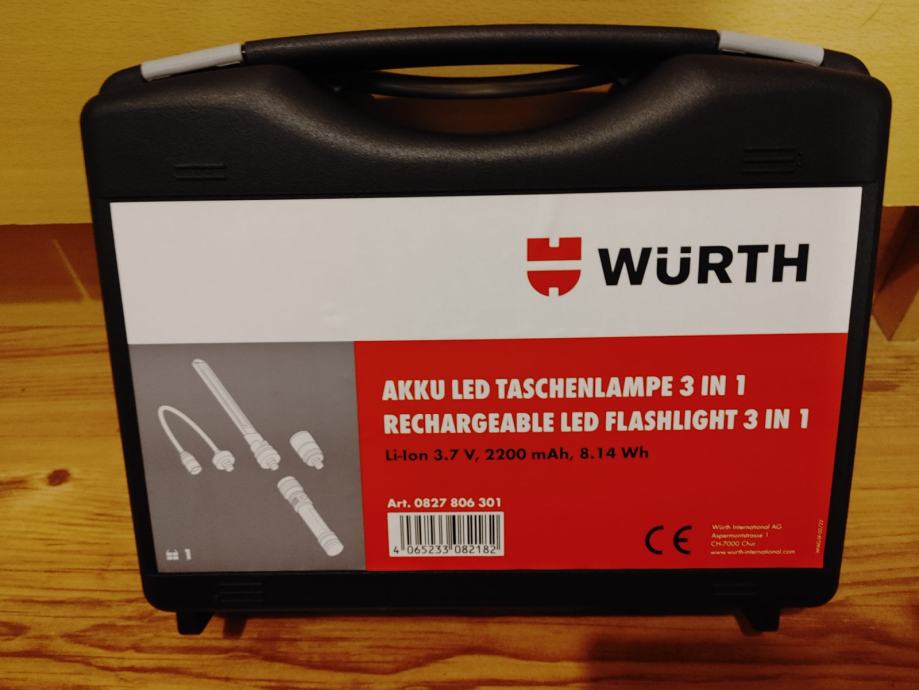 WÜRTH
AKKU LED TASCHENLAMPE 3 IN 1
RECHARGEABLE LED FLASHLIGHT 3 IN 1
Li-Ion 3.7 V, 2200 mAh, 8.14 Wh
Art. 0827 806 301
4 065233 082182
CE
Würth International AG
Aspermontstrasse 1
CH-7000 Chur
www.wurth-international.com
1